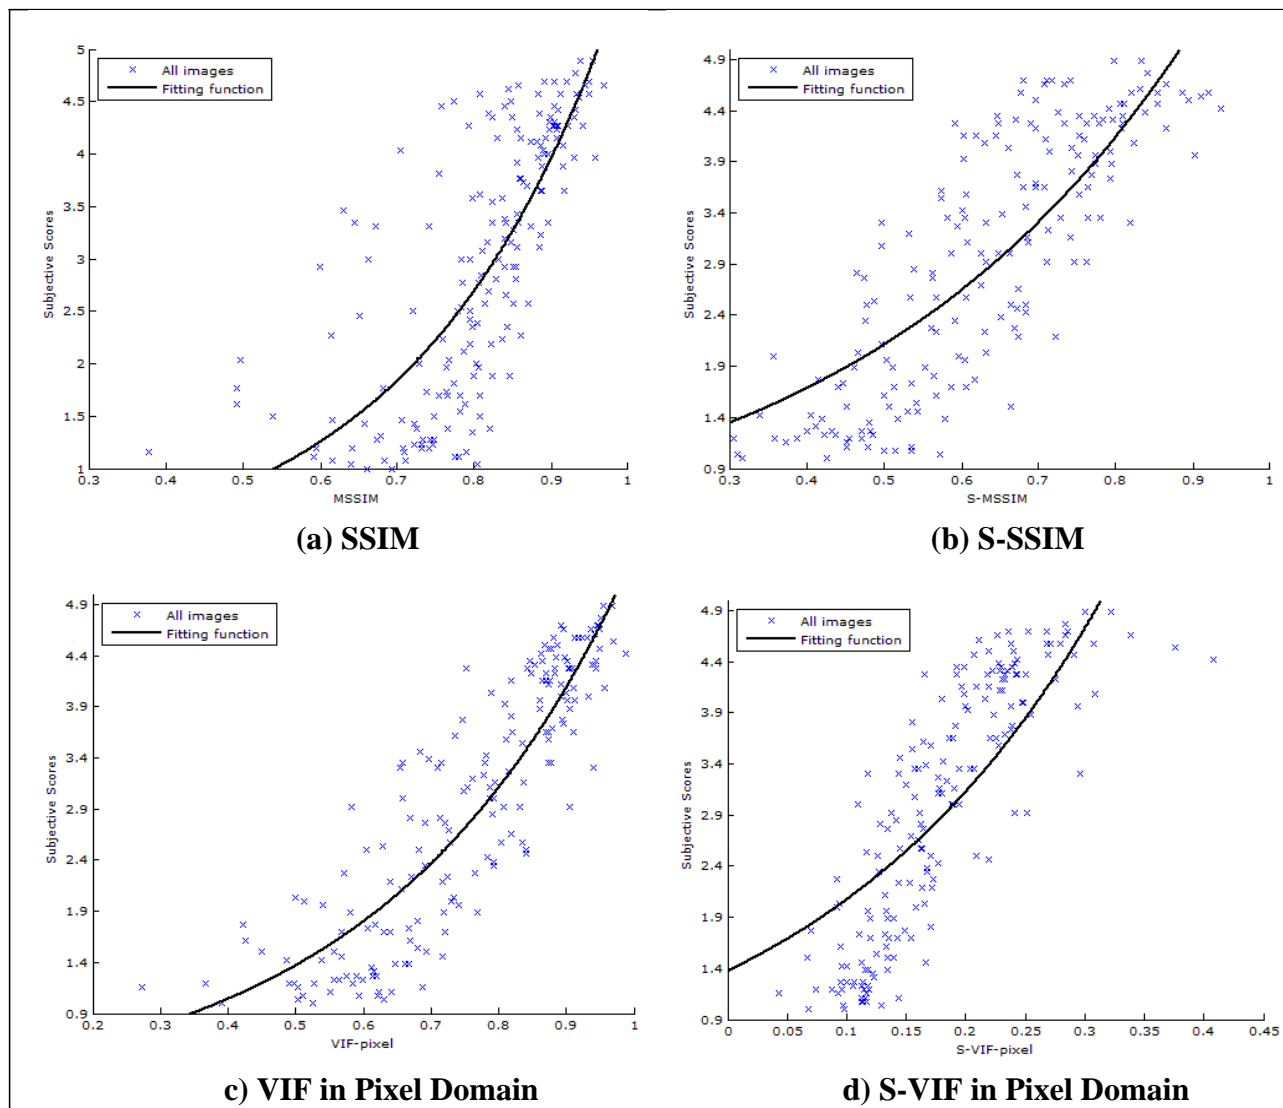 5
4.5
4
3.5
3
2.5
2
1.5
1
Subjective Scores
All images
Fitting function
0.3 0.4 0.5 0.6 0.7 0.8 0.9 1
MSSIM
(a) SSIM
4.9
4.4
3.9
3.4
2.9
2.4
1.9
1.4
0.9
Subjective Scores
All images
Fitting function
0.3 0.4 0.5 0.6 0.7 0.8 0.9 1
S-MSSIM
(b) S-SSIM
4.9
4.4
3.9
3.4
2.9
2.4
1.9
1.4
0.9
Subjective Scores
All images
Fitting function
0.2 0.3 0.4 0.5 0.6 0.7 0.8 0.9 1
VIF-pixel
c) VIF in Pixel Domain
4.9
4.4
3.9
3.4
2.9
2.4
1.9
1.4
0.9
Subjective Scores
All images
Fitting function
0 0.05 0.1 0.15 0.2 0.25 0.3 0.35 0.4 0.45
S-VIF-pixel
d) S-VIF in Pixel Domain